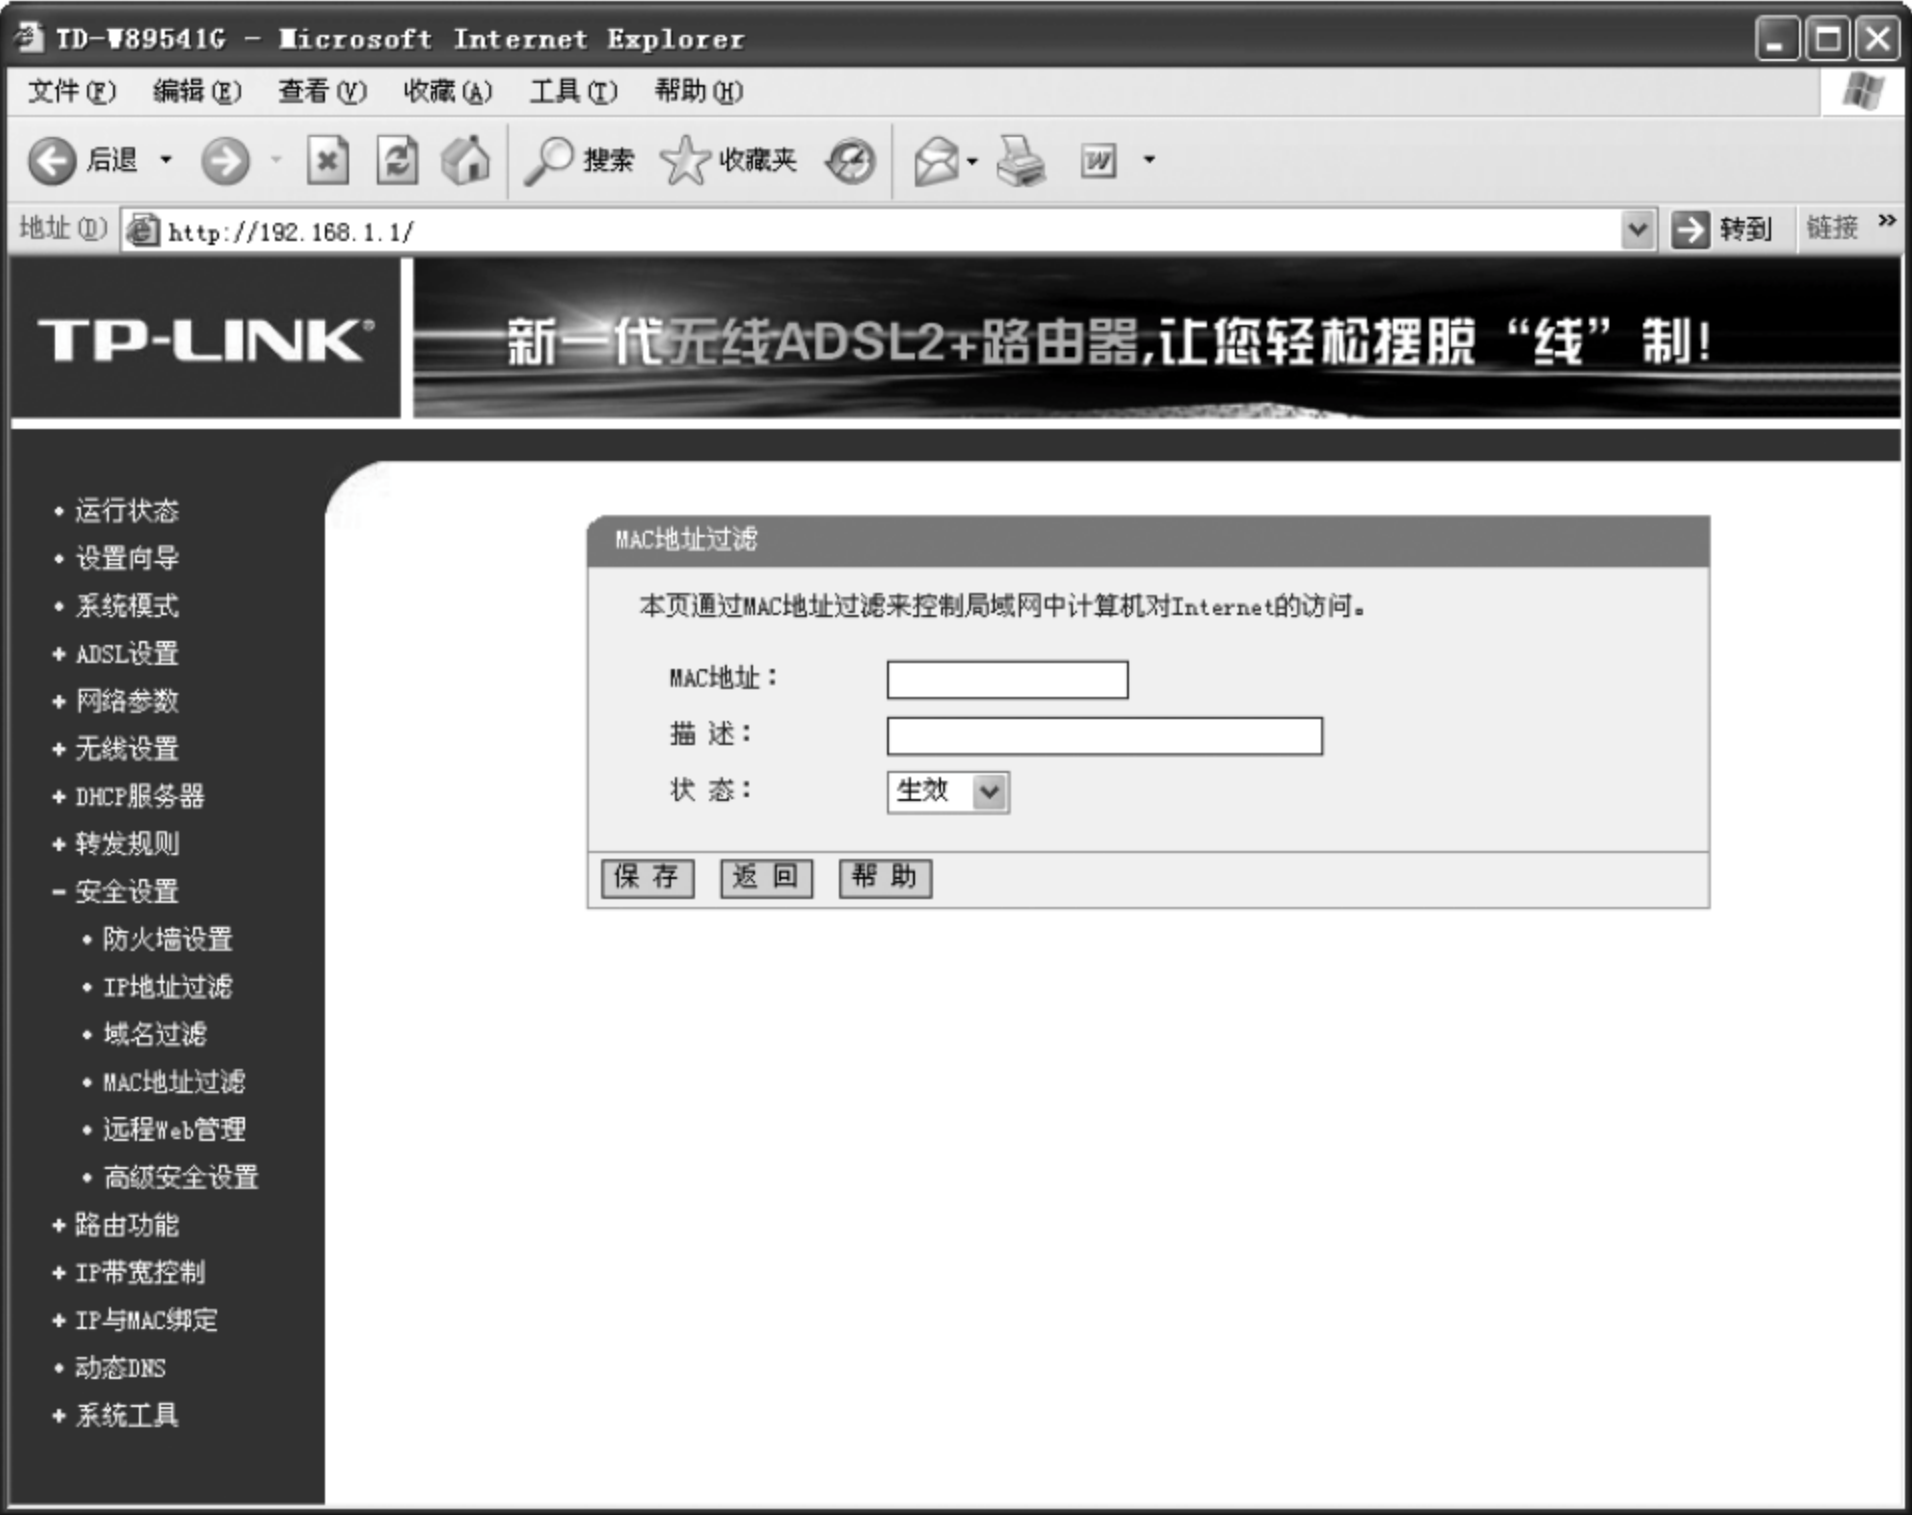 TD-W89541G - Microsoft Internet Explorer
文件(F) 编辑(E) 查看(V) 收藏(A) 工具(T) 帮助(H)
后退 搜索 收藏夹
地址(D) http://192.168.1.1/ 转到 链接 »
TP-LINK® 新一代无线ADSL2+路由器,让您轻松摆脱“线”制!
• 运行状态
• 设置向导
• 系统模式
+ ADSL设置
+ 网络参数
+ 无线设置
+ DHCP服务器
+ 转发规则
- 安全设置
• 防火墙设置
• IP地址过滤
• 域名过滤
• MAC地址过滤
• 远程Web管理
• 高级安全设置
+ 路由功能
+ IP带宽控制
+ IP与MAC绑定
• 动态DNS
+ 系统工具
MAC地址过滤
本页通过MAC地址过滤来控制局域网中计算机对Internet的访问。
MAC地址：
描 述：
状 态： 生效
保 存 返 回 帮 助